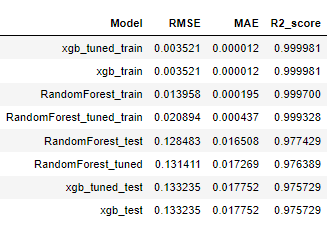 Model RMSE MAE R2_score
xgb_tuned_train 0.003521 0.000012 0.999981
xgb_train 0.003521 0.000012 0.999981
RandomForest_train 0.013958 0.000195 0.999700
RandomForest_tuned_train 0.020894 0.000437 0.999328
RandomForest_test 0.128483 0.016508 0.977429
RandomForest_tuned 0.131411 0.017269 0.976389
xgb_tuned_test 0.133235 0.017752 0.975729
xgb_test 0.133235 0.017752 0.975729